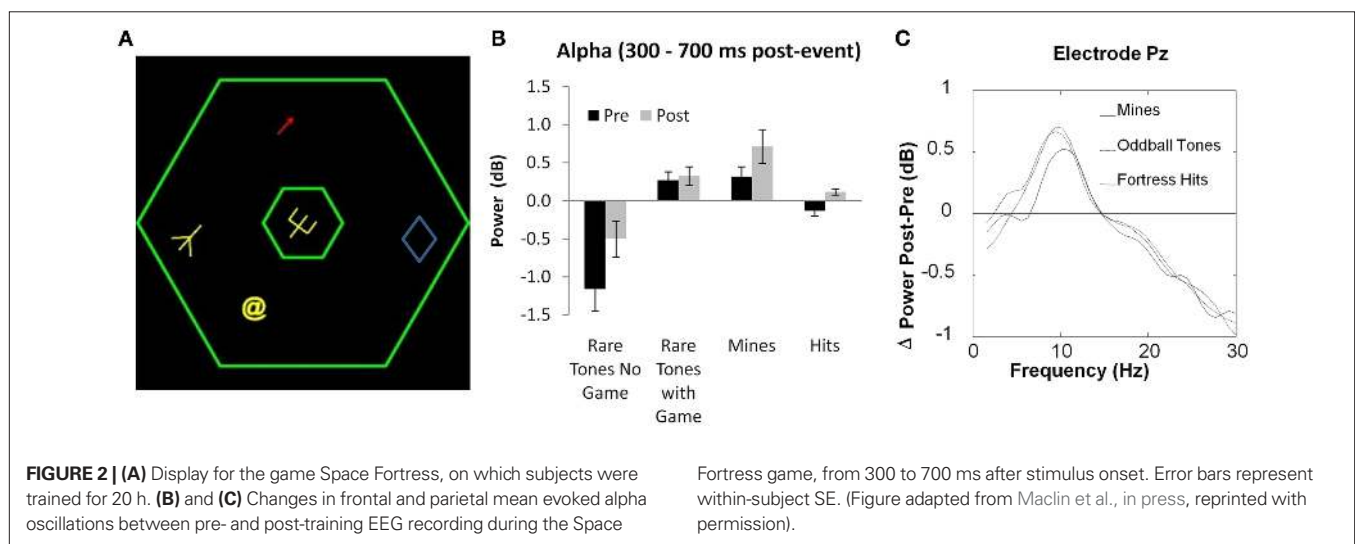 A
@
B
Alpha (300 - 700 ms post-event)
Power (dB)
1.5
1.0
0.5
0.0
-0.5
-1.0
-1.5
Pre
Post
Rare Tones No Game
Rare Tones with Game
Mines
Hits
C
Electrode Pz
Δ Power Post-Pre (dB)
1
0.5
0
-0.5
-1
Mines
Oddball Tones
Fortress Hits
0
5
10
15
20
25
30
Frequency (Hz)
FIGURE 2 | (A) Display for the game Space Fortress, on which subjects were
trained for 20 h. (B) and (C) Changes in frontal and parietal mean evoked alpha
oscillations between pre- and post-training EEG recording during the Space
Fortress game, from 300 to 700 ms after stimulus onset. Error bars represent
within-subject SE. (Figure adapted from Maclin et al., in press, reprinted with
permission).